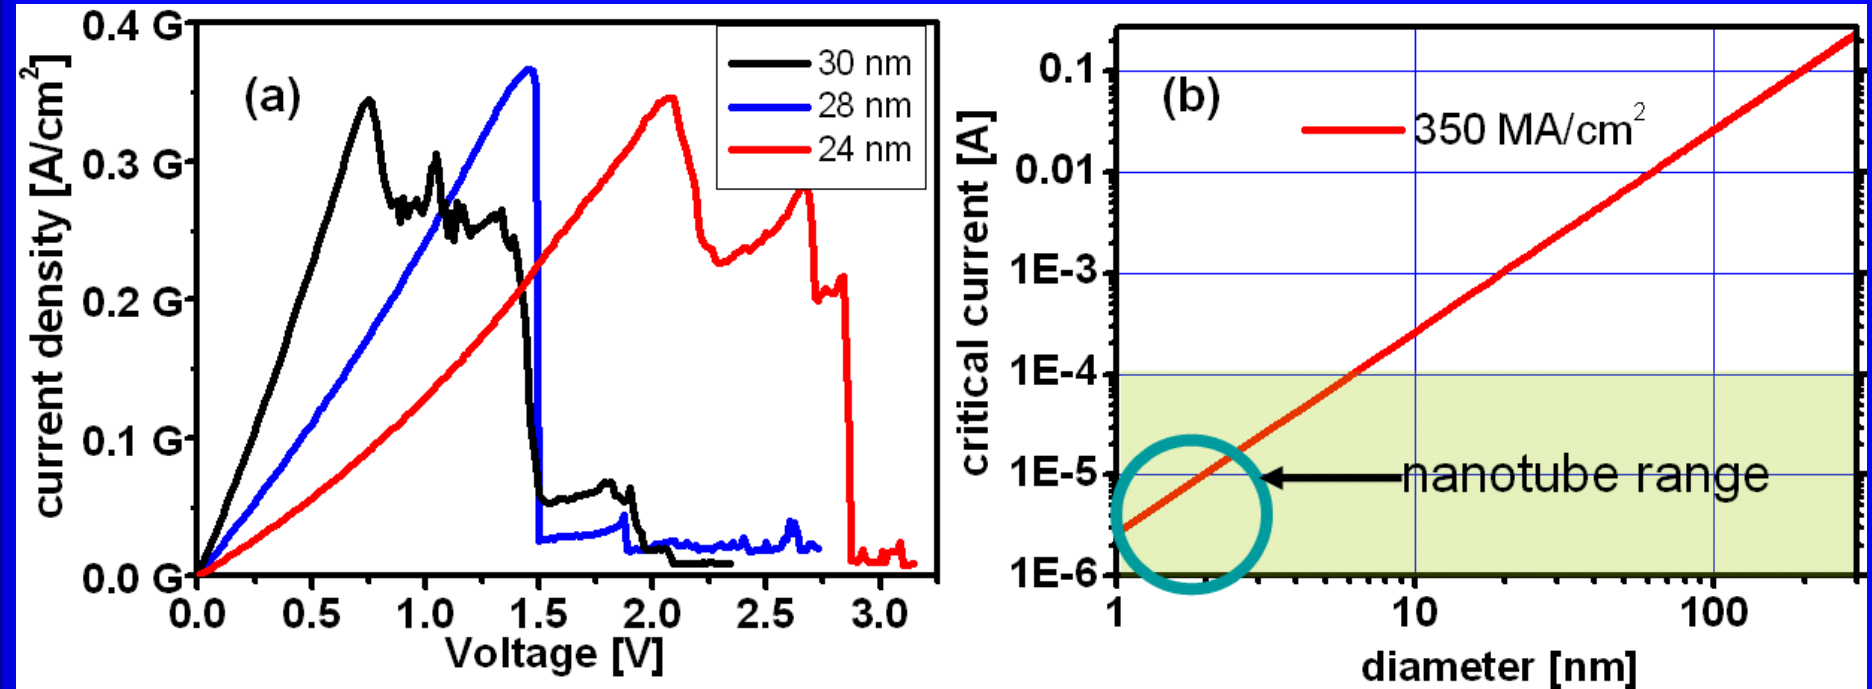 (a)
current density [A/cm²]
0.4 G
0.3 G
0.2 G
0.1 G
0.0 G
30 nm
28 nm
24 nm
0.0 0.5 1.0 1.5 2.0 2.5 3.0
Voltage [V]
(b)
critical current [A]
0.1
0.01
1E-3
1E-4
1E-5
1E-6
350 MA/cm²
nanotube range
1 10 100
diameter [nm]